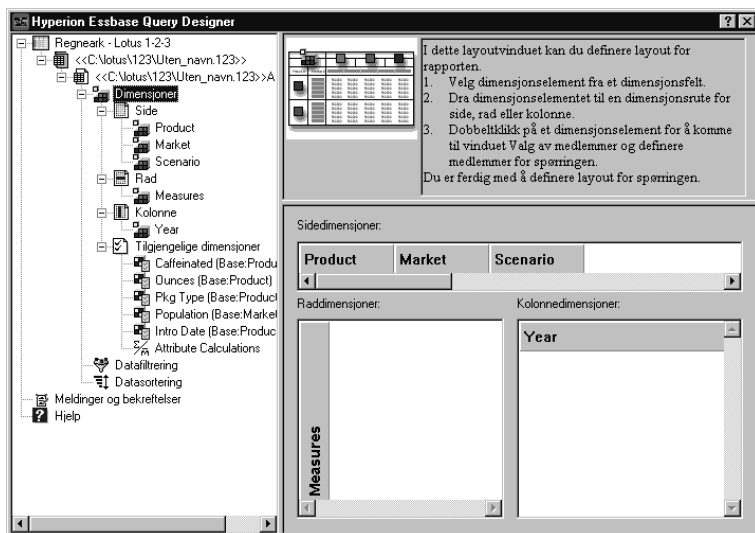 Hyperion Essbase Query Designer
Regneark - Lotus 1-2-3
<<C:\lotus\123\Uten_navn.123>>
<<C:\lotus\123\Uten_navn.123>>A
Dimensjoner
Side
Product
Market
Scenario
Rad
Measures
Kolonne
Year
Tilgjengelige dimensjoner
Caffeinated (Base:Produ
Ounces (Base:Product)
Pkg Type (Base:Product
Population (Base:Market
Intro Date (Base:Produc
Attribute Calculations
Datafiltrering
Datasortering
Meldinger og bekreftelser
Hjelp
I dette layoutvinduet kan du definere layout for
rapporten.
1. Velg dimensjonselement fra et dimensjonsfelt.
2. Dra dimensjonselementet til en dimensjonsrute for
side, rad eller kolonne.
3. Dobbeltklikk på et dimensjonselement for å komme
til vinduet Valg av medlemmer og definere
medlemmer for spørringen.
Du er ferdig med å definere layout for spørringen.
Sidedimensjoner:
Product Market Scenario
Raddimensjoner:
Measures
Kolonnedimensjoner:
Year